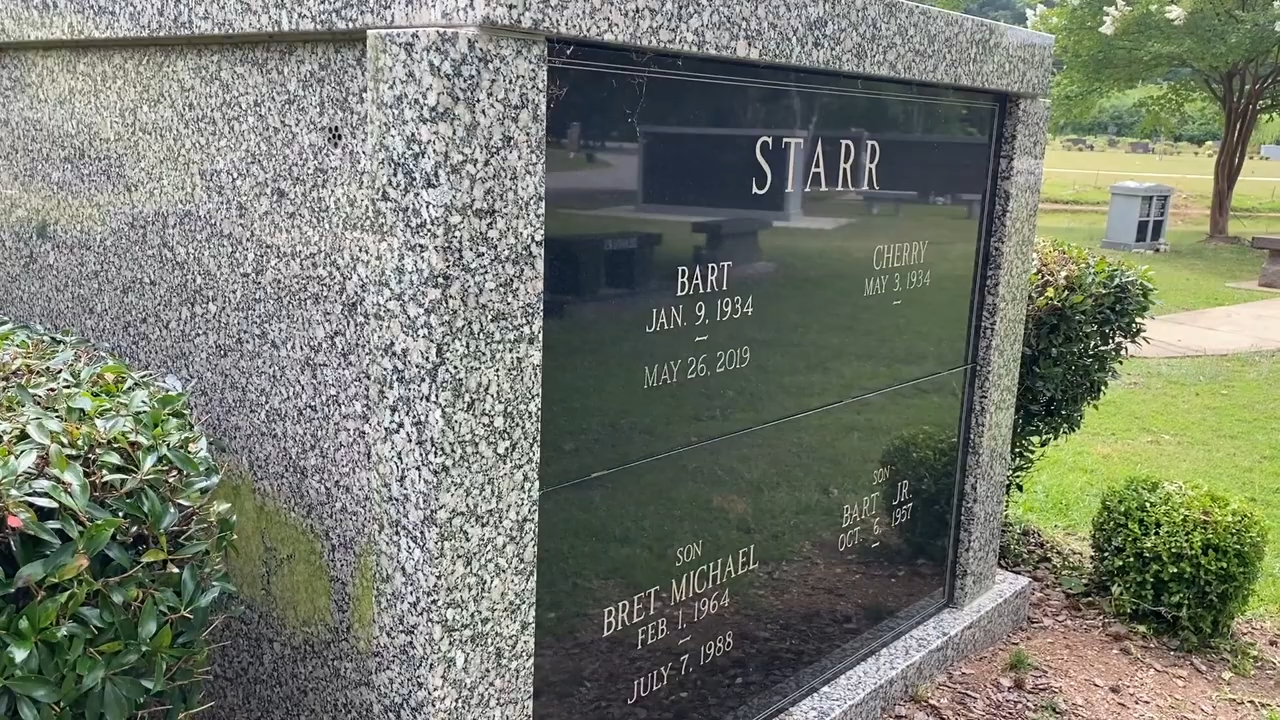 STARR
BART
JAN. 9, 1934
~
MAY 26, 2019
CHERRY
MAY 3, 1934
~
SON
BRET MICHAEL
FEB. 1, 1964
~
JULY 7, 1988
SON
BART JR.
OCT. 6, 1957
~